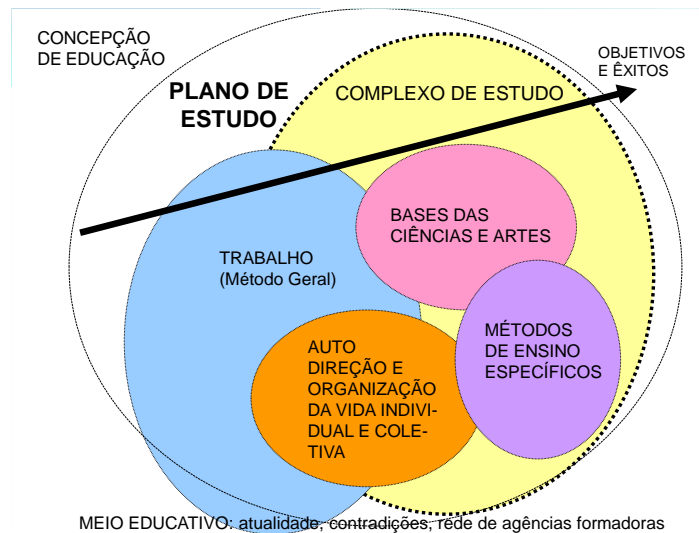 CONCEPÇÃO
DE EDUCAÇÃO
PLANO DE
ESTUDO
COMPLEXO DE ESTUDO
OBJETIVOS
E ÊXITOS
BASES DAS
CIÊNCIAS E ARTES
TRABALHO
(Método Geral)
MÉTODOS
DE ENSINO
ESPECÍFICOS
AUTO
DIREÇÃO E
ORGANIZAÇÃO
DA VIDA INDIVI-
DUAL E COLE-
TIVA
MEIO EDUCATIVO: atualidade, contradições, rede de agências formadoras